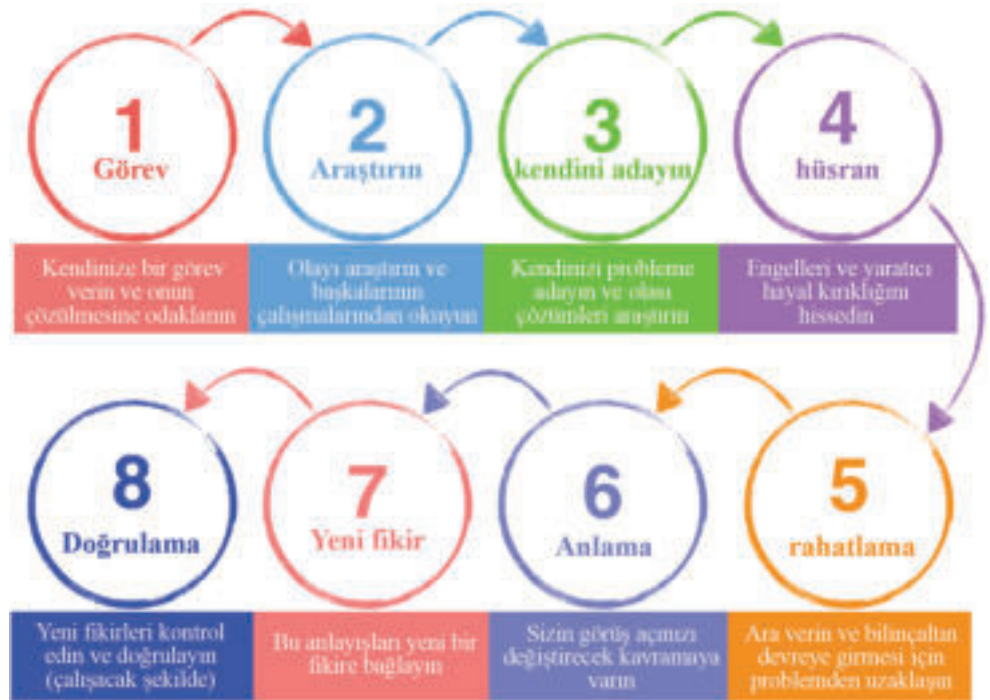 1
Görev
Kendinize bir görev
verin ve onun
çözülmesine odaklanın
2
Araştırın
Olayı araştırın ve
başkalarının
çalışmalarından okuyun
3
kendini adayın
Kendinizi probleme
adayın ve olası
çözümleri araştırın
4
hüsran
Engelleri ve yaratıcı
hayal kırıklığını
hissedin
5
rahatlama
Ara verin ve bilinçaltın
devreye girmesi için
problemden uzaklaşın
6
Anlama
Sizin görüş açınızı
değiştirecek kavramaya
varın
7
Yeni fikir
Bu anlayışları yeni bir
fikire bağlayın
8
Doğrulama
Yeni fikirleri kontrol
edin ve doğrulayın
(çalışacak şekilde)